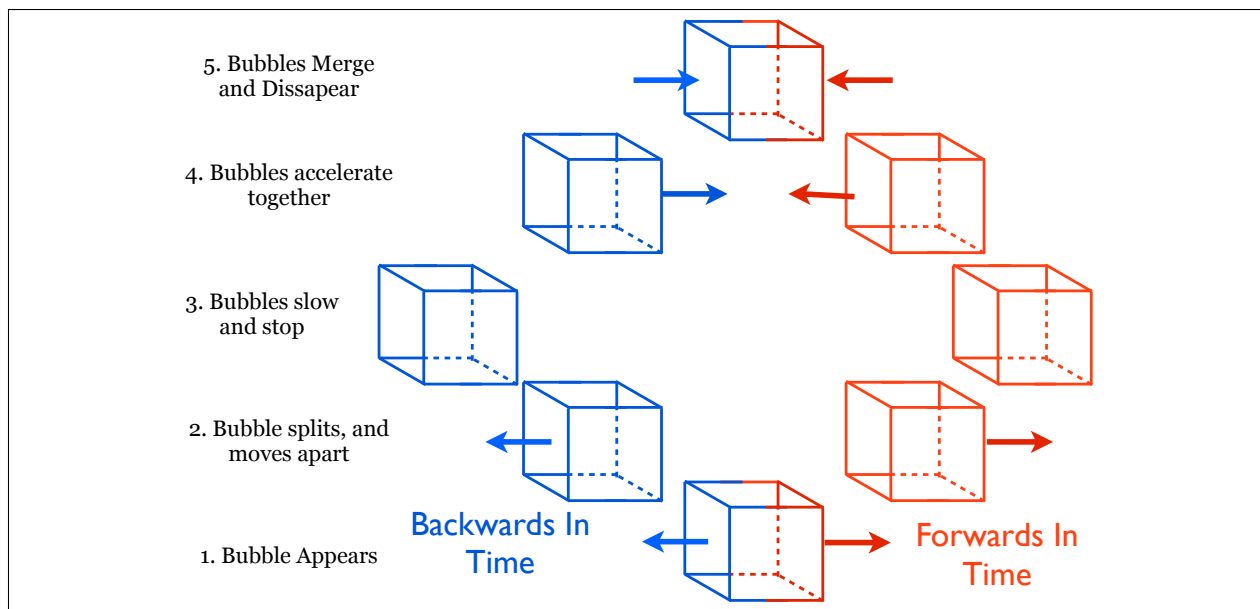 5. Bubbles Merge
and Dissapear
4. Bubbles accelerate
together
3. Bubbles slow
and stop
2. Bubble splits, and
moves apart
Backwards In
Time
Forwards In
Time
1. Bubble Appears